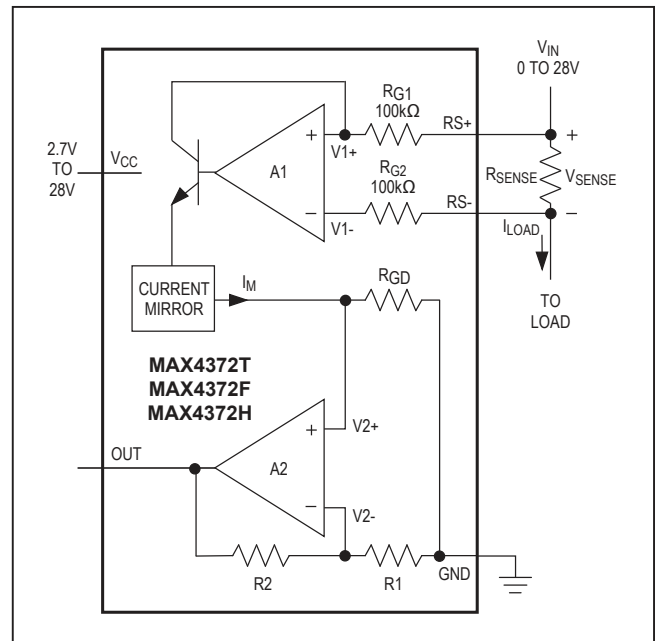 VIN
0 TO 28V
RG1
100kΩ
RS+
+
V1+
2.7V
TO
28V
VCC
A1
RG2
100kΩ
RSENSE
VSENSE
−
V1-
RS-
−
ILOAD
CURRENT
MIRROR
IM
RGD
TO
LOAD
MAX4372T
MAX4372F
MAX4372H
+
V2+
OUT
A2
−
V2-
R2
R1
GND
+